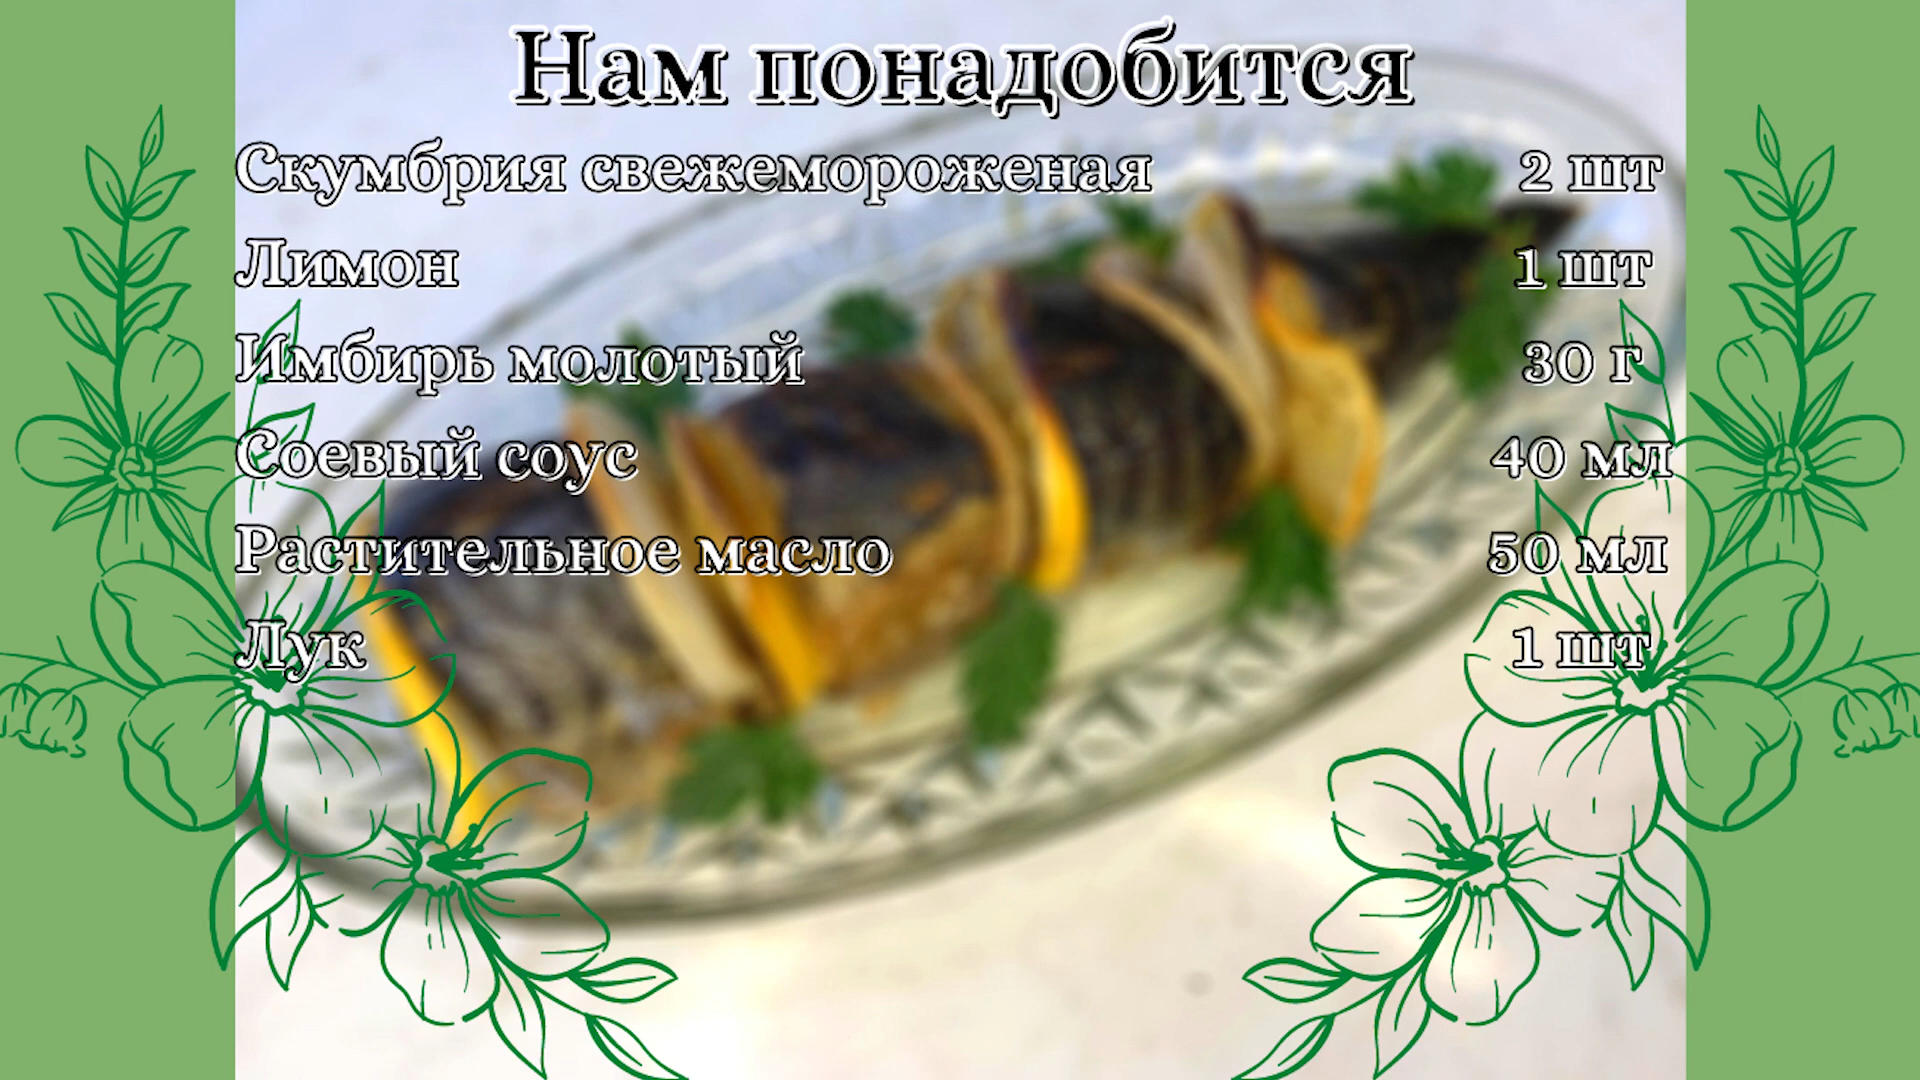 Нам понадобится
Скумбрия свежемороженая 2 шт
Лимон 1 шт
Имбирь молотый 30 г
Соевый соус 40 мл
Растительное масло 50 мл
Лук 1 шт